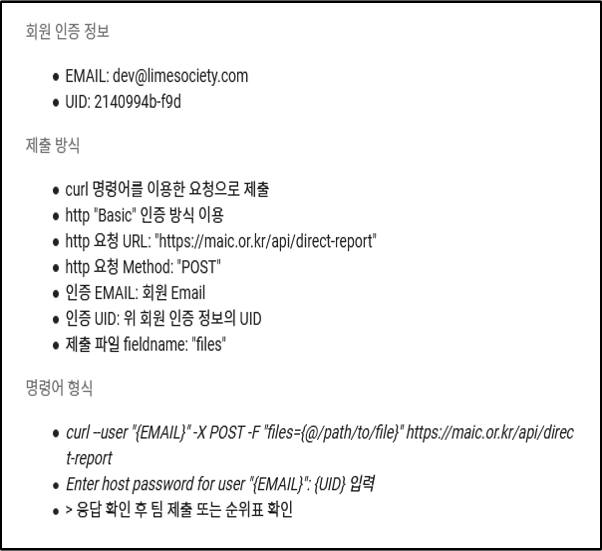 회원 인증 정보
● EMAIL: dev@limesociety.com
● UID: 2140994b-f9d
제출 방식
● curl 명령어를 이용한 요청으로 제출
● http "Basic" 인증 방식 이용
● http 요청 URL: "https://maic.or.kr/api/direct-report"
● http 요청 Method: "POST"
● 인증 EMAIL: 회원 Email
● 인증 UID: 위 회원 인증 정보의 UID
● 제출 파일 fieldname: "files"
명령어 형식
● curl –user "{EMAIL}" -X POST -F "files={@/path/to/file}" https://maic.or.kr/api/direc
t-report
● Enter host password for user "{EMAIL}": {UID} 입력
● > 응답 확인 후 팀 제출 또는 순위표 확인